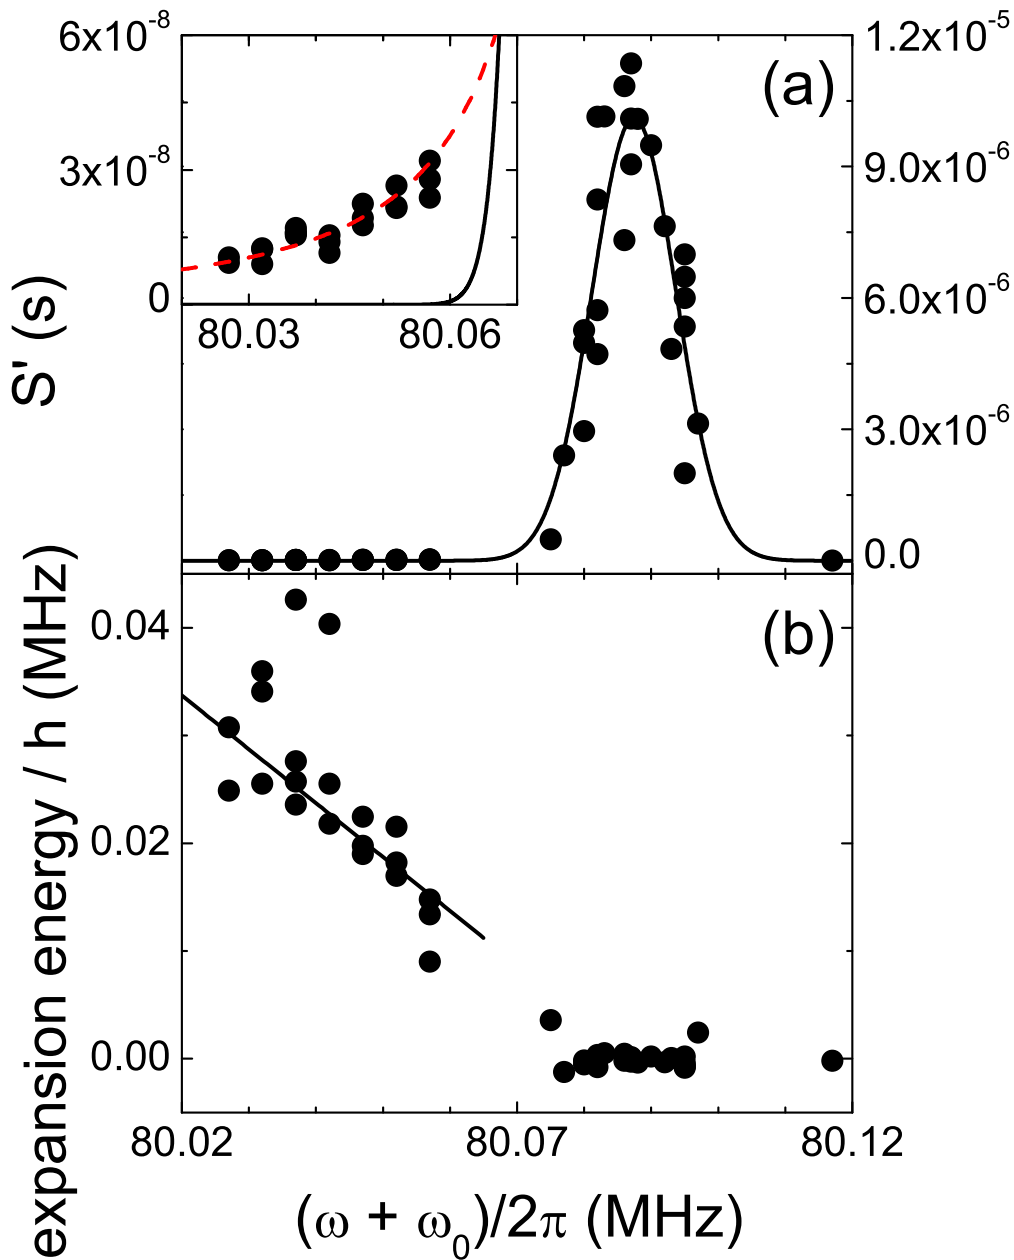 6x10⁻⁸
3x10⁻⁸
0
80.03 80.06
(a)
1.2x10⁻⁵
9.0x10⁻⁶
6.0x10⁻⁶
3.0x10⁻⁶
0.0
S' (s)
(b)
0.04
0.02
0.00
expansion energy / h (MHz)
80.02 80.07 80.12
(ω + ω₀)/2π (MHz)